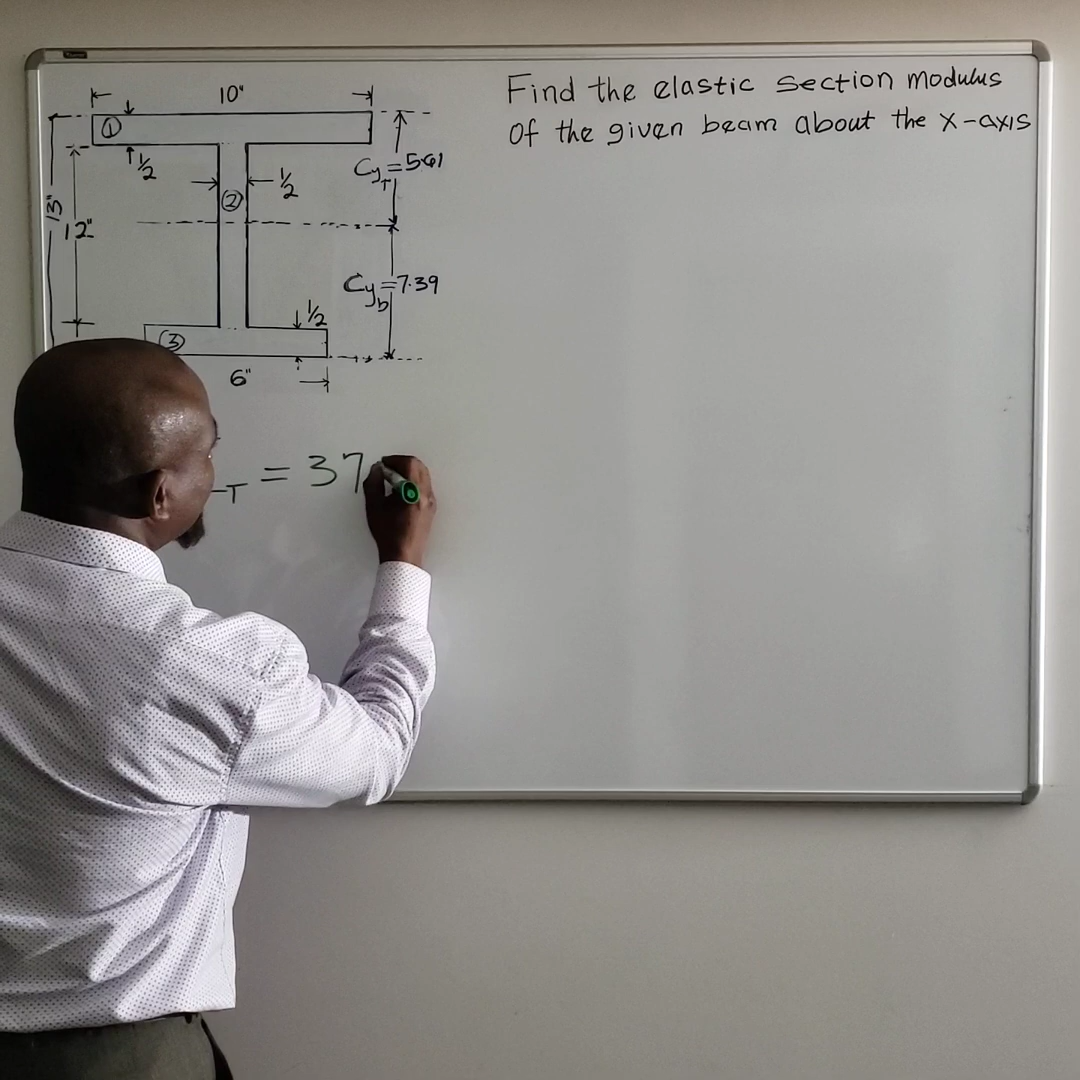 Find the elastic section modulus
Of the given beam about the x-axis
10"
①
1/2
②
1/2
Cy_T = 5.61
13"
12"
Cy_b = 7.39
1/2
③
6"
-T = 37